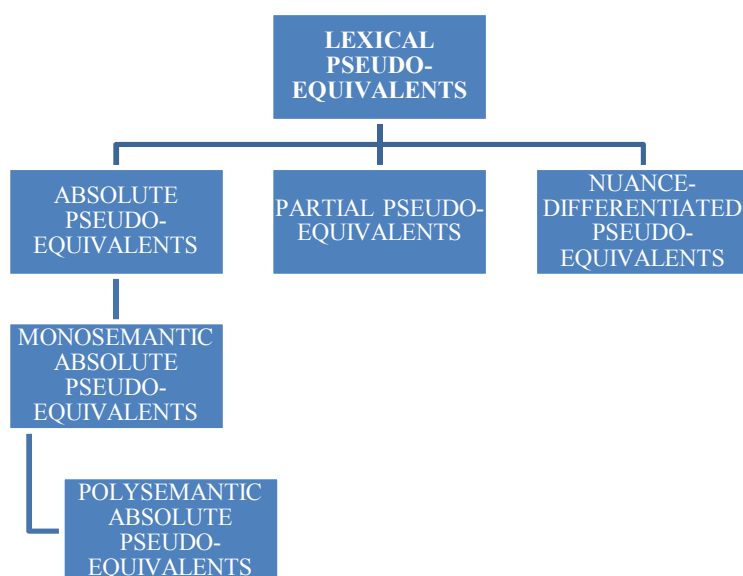 LEXICAL
PSEUDO-
EQUIVALENTS
ABSOLUTE
PSEUDO-
EQUIVALENTS
PARTIAL PSEUDO-
EQUIVALENTS
NUANCE-
DIFFERENTIATED
PSEUDO-
EQUIVALENTS
MONOSEMANTIC
ABSOLUTE
PSEUDO-
EQUIVALENTS
POLYSEMANTIC
ABSOLUTE
PSEUDO-
EQUIVALENTS